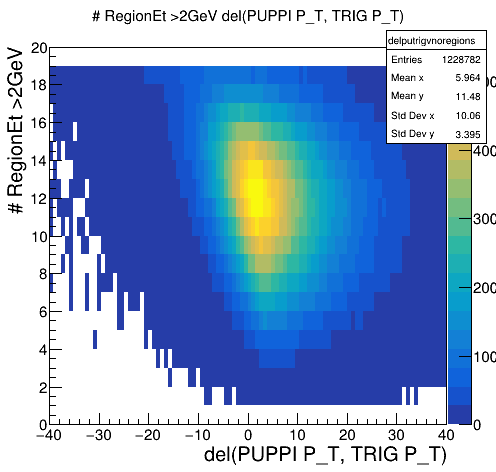 # RegionEt >2GeV del(PUPPI P_T, TRIG P_T)
delputrigvnoregions
Entries 1228782
Mean x 5.964
Mean y 11.48
Std Dev x 10.06
Std Dev y 3.395
# RegionEt >2GeV
20
18
16
14
12
10
8
6
4
2
0
−40 −30 −20 −10 0 10 20 30 40
del(PUPPI P_T, TRIG P_T)
400
300
200
100
0